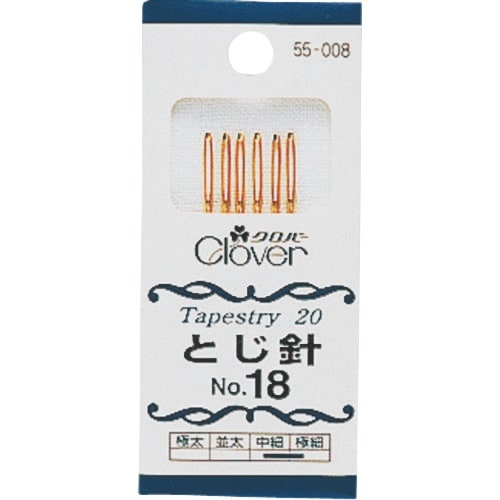 55-008
クロバー
Clover
Tapestry 20
とじ針
No.18
極太 並太 中細 極細